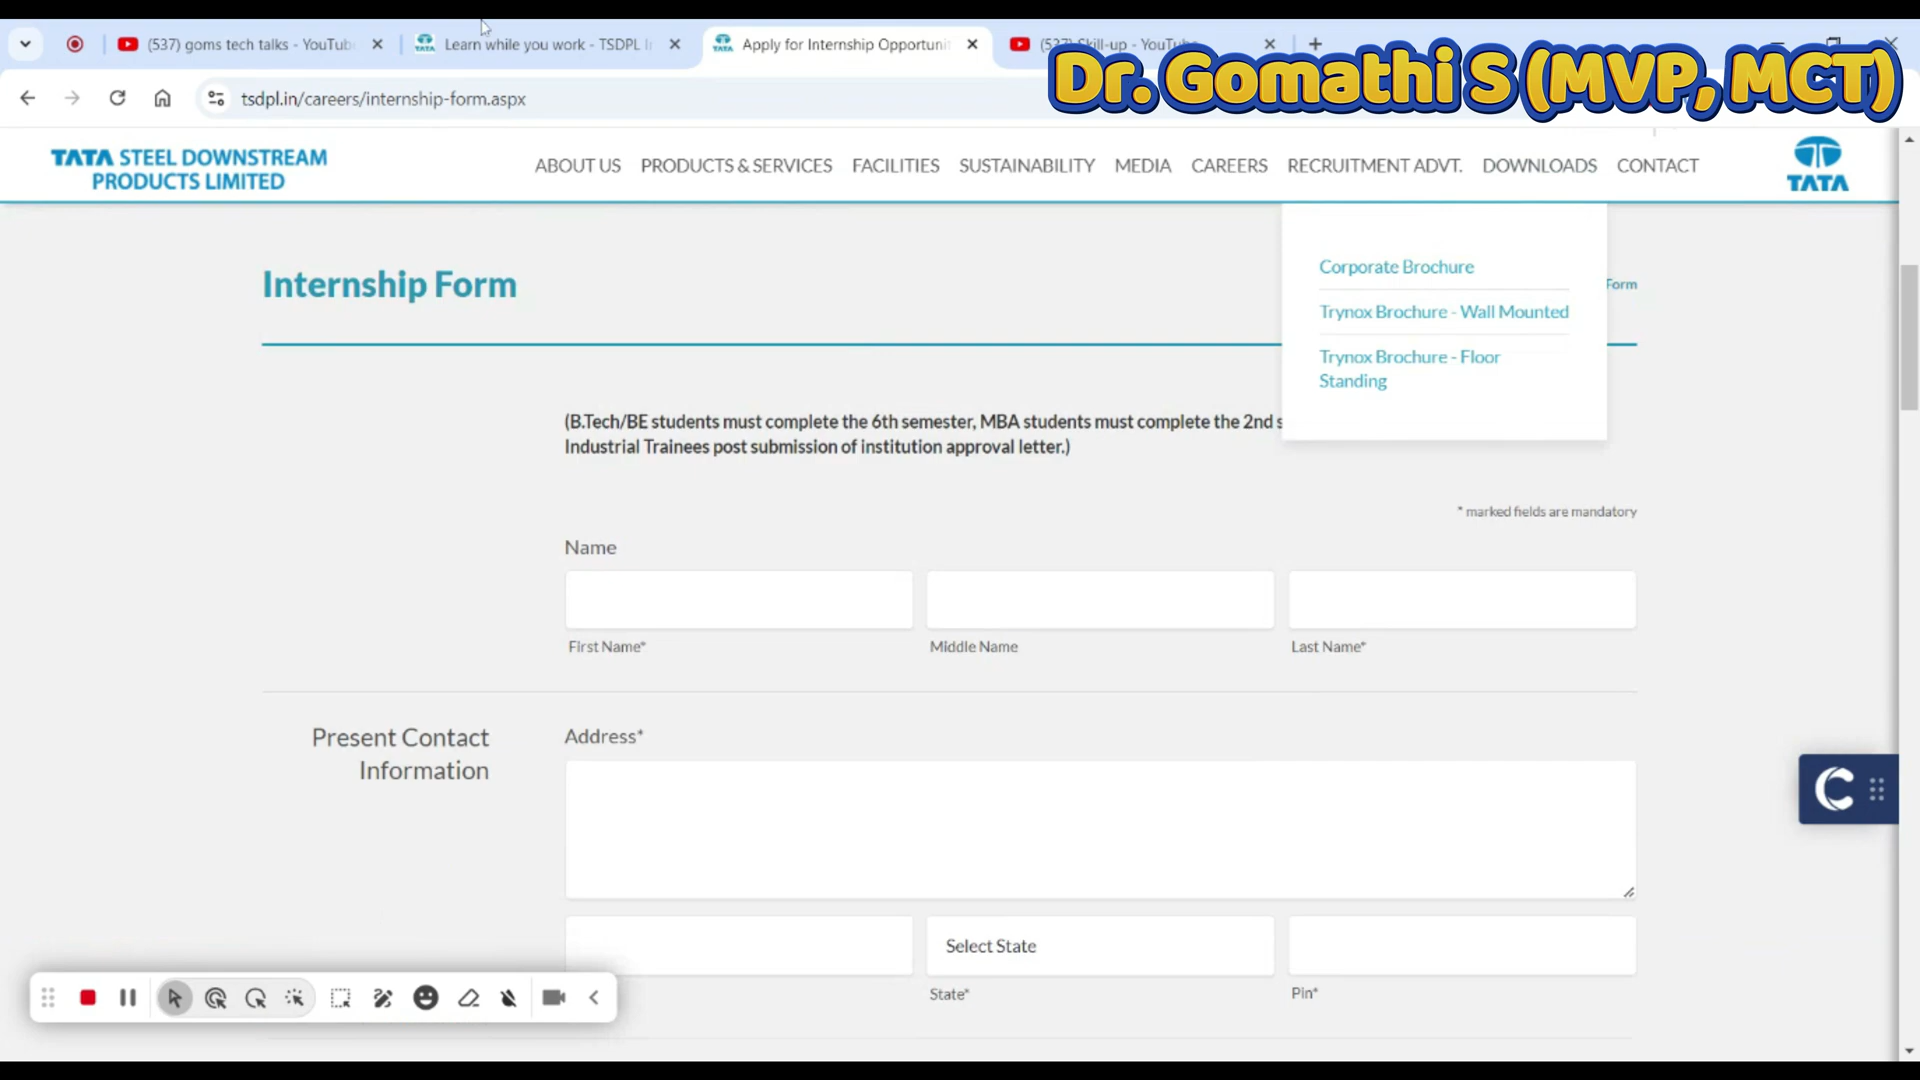 (537) goms tech talks - YouTub
Learn while you work - TSDPL I
Apply for Internship Opportuni
(537) Skill-up - YouTube
Dr. Gomathi S (MVP, MCT)
tsdpl.in/careers/internship-form.aspx
TATA STEEL DOWNSTREAM
PRODUCTS LIMITED
ABOUT US PRODUCTS & SERVICES FACILITIES SUSTAINABILITY MEDIA CAREERS RECRUITMENT ADVT. DOWNLOADS CONTACT
TATA
Internship Form
Corporate Brochure
Form
Trynox Brochure - Wall Mounted
Trynox Brochure - Floor
Standing
(B.Tech/BE students must complete the 6th semester, MBA students must complete the 2nd s
Industrial Trainees post submission of institution approval letter.)
* marked fields are mandatory
Name
First Name* Middle Name Last Name*
Present Contact
Information
Address*
Select State
State* Pin*